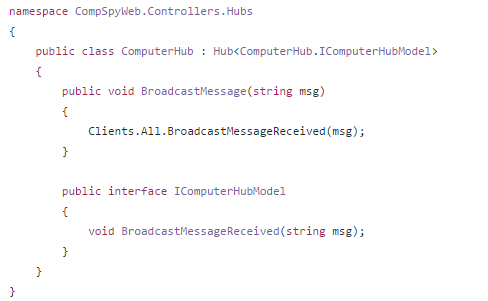 namespace CompSpyWeb.Controllers.Hubs
{
    public class ComputerHub : Hub<ComputerHub.IComputerHubModel>
    {
        public void BroadcastMessage(string msg)
        {
            Clients.All.BroadcastMessageReceived(msg);
        }

        public interface IComputerHubModel
        {
            void BroadcastMessageReceived(string msg);
        }
    }
}